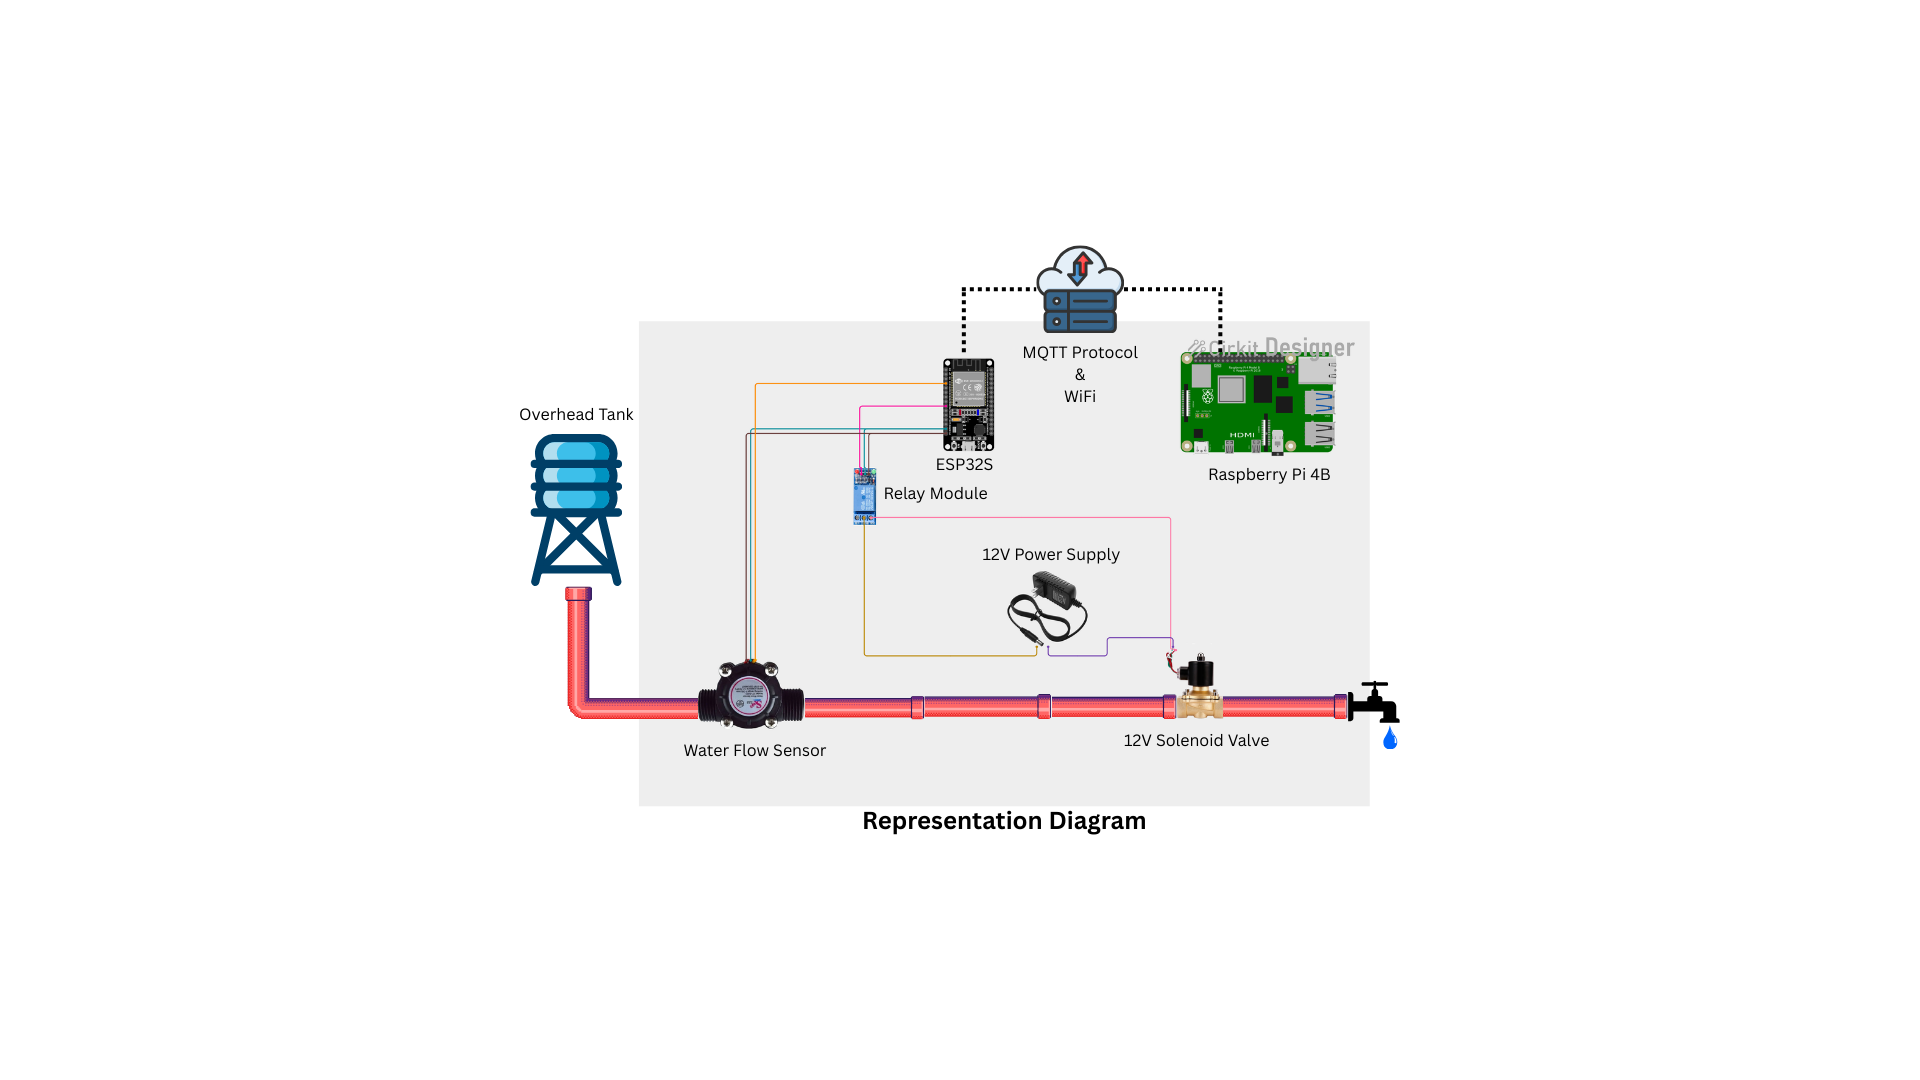 MQTT Protocol
&
WiFi
Cirkit Designer
Overhead Tank
ESP32S
HDMI
Raspberry Pi 4B
Relay Module
12V Power Supply
12V Solenoid Valve
Water Flow Sensor
Representation Diagram